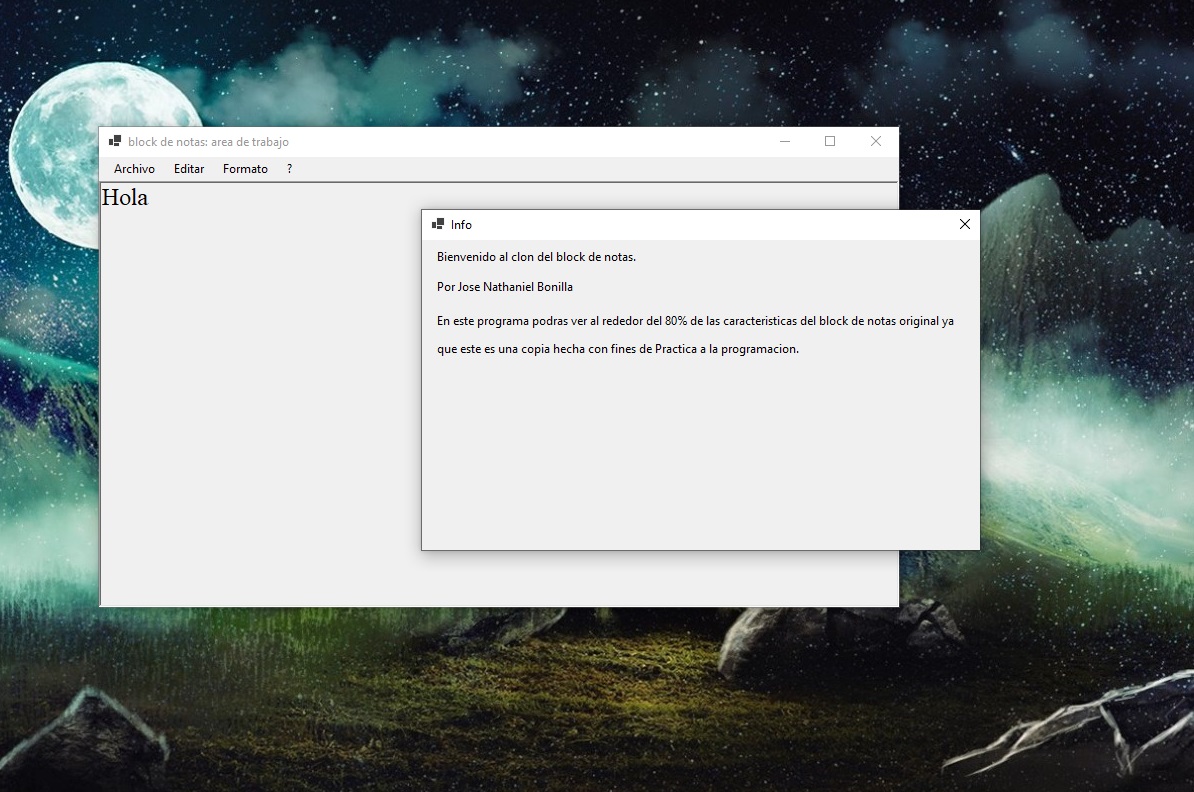 block de notas: area de trabajo
Archivo Editar Formato ?
Hola
Info
Bienvenido al clon del block de notas.
Por Jose Nathaniel Bonilla
En este programa podras ver al rededor del 80% de las caracteristicas del block de notas original ya
que este es una copia hecha con fines de Practica a la programacion.